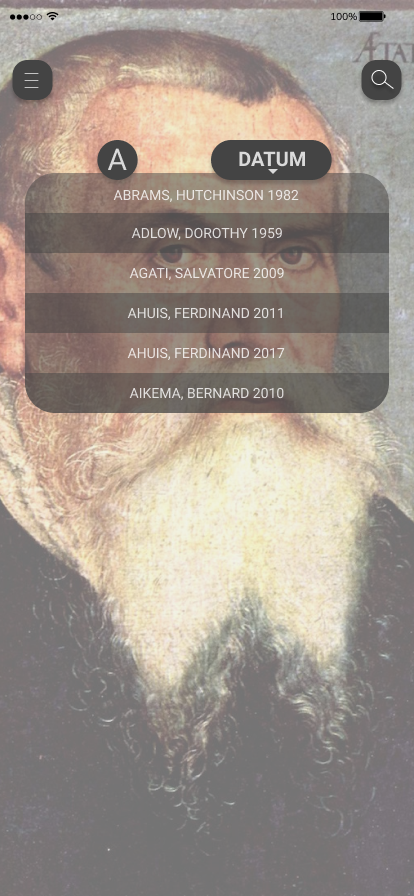 100%
ÆTA
A
DATUM
ABRAMS, HUTCHINSON 1982
ADLOW, DOROTHY 1959
AGATI, SALVATORE 2009
AHUIS, FERDINAND 2011
AHUIS, FERDINAND 2017
AIKEMA, BERNARD 2010